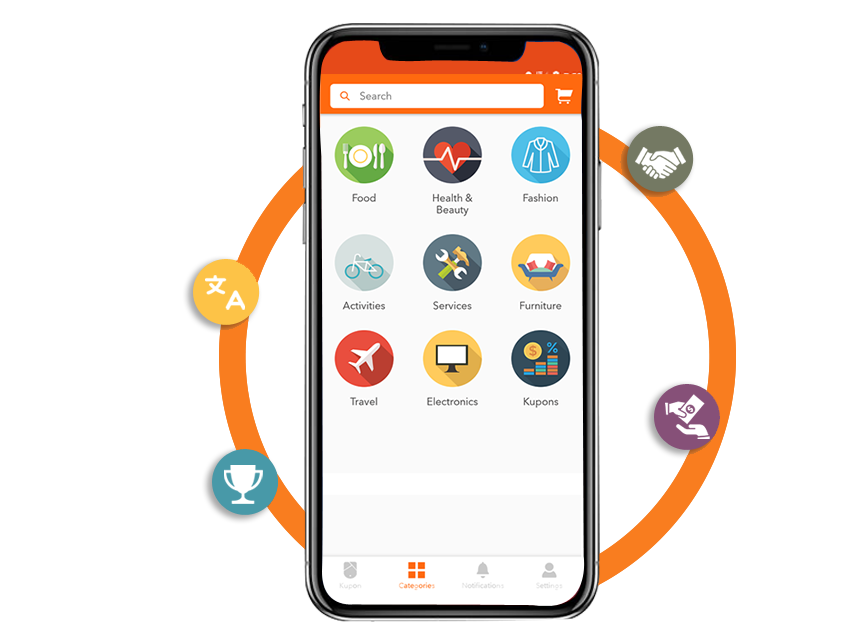 Search
Food
Health &
Beauty
Fashion
Activities
Services
Furniture
Travel
Electronics
Kupons
文A
Kupon
Categories
Notifications
Settings